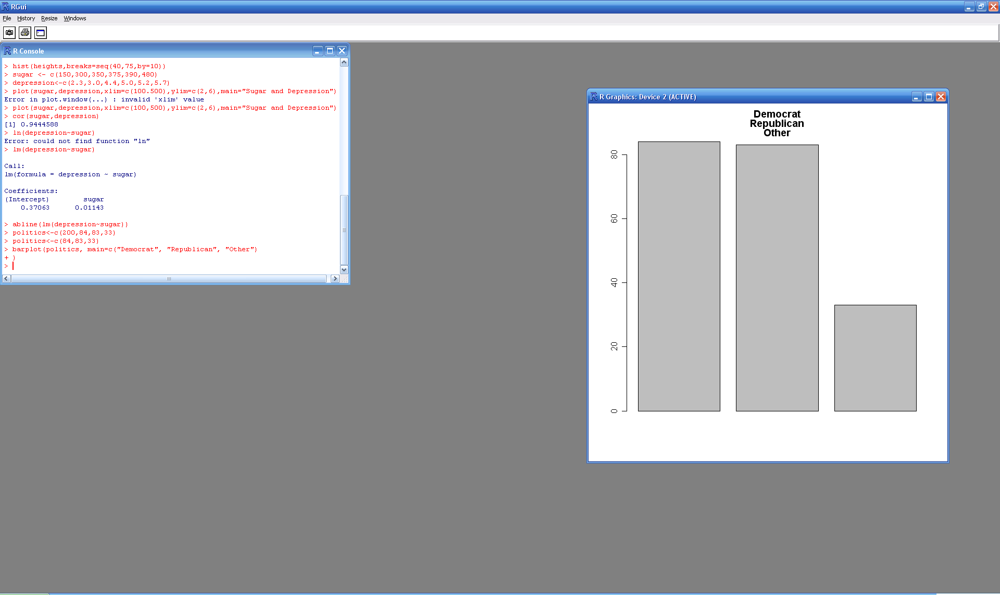 RGui
File History Resize Windows
R Console
> hist(heights,breaks=seq(40,75,by=10))
> sugar <- c(150,300,350,375,390,480)
> depression<-c(2.3,3.0,4.4,5.0,5.2,5.7)
> plot(sugar,depression,xlim=c(100.500),ylim=c(2,6),main="Sugar and Depression")
Error in plot.window(...) : invalid 'xlim' value
> plot(sugar,depression,xlim=c(100,500),ylim=c(2,6),main="Sugar and Depression")
> cor(sugar,depression)
[1] 0.9444588
> ln(depression~sugar)
Error: could not find function "ln"
> lm(depression~sugar)
Call:
lm(formula = depression ~ sugar)
Coefficients:
(Intercept)        sugar
    0.37063      0.01143
> abline(lm(depression~sugar))
> politics<-c(200,84,83,33)
> politics<-c(84,83,33)
> barplot(politics, main=c("Democrat", "Republican", "Other")
+ )
>
R Graphics: Device 2 (ACTIVE)
Democrat
Republican
Other
80
60
40
20
0